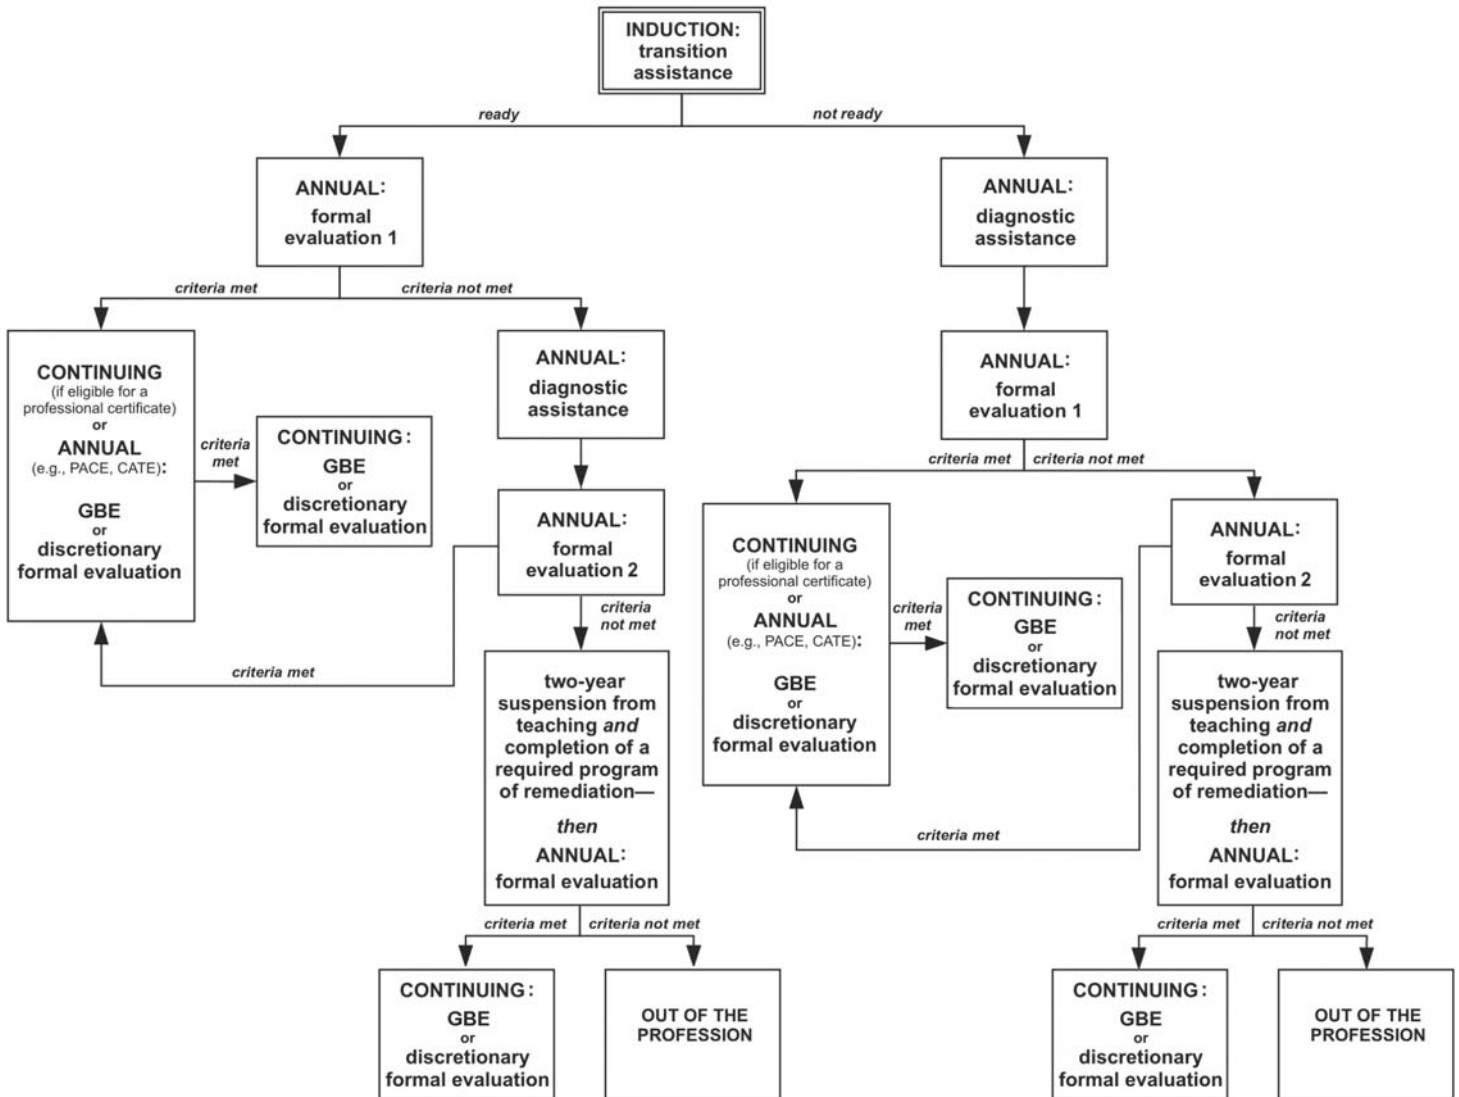 INDUCTION:
transition
assistance
ready
not ready
ANNUAL:
formal
evaluation 1
ANNUAL:
diagnostic
assistance
criteria met
criteria not met
CONTINUING
(if eligible for a
professional certificate)
or
ANNUAL
(e.g., PACE, CATE):
GBE
or
discretionary
formal evaluation
criteria
met
CONTINUING:
GBE
or
discretionary
formal evaluation
ANNUAL:
diagnostic
assistance
ANNUAL:
formal
evaluation 2
criteria met
criteria
not met
two-year
suspension from
teaching and
completion of a
required program
of remediation—
then
ANNUAL:
formal evaluation
criteria met
criteria not met
CONTINUING:
GBE
or
discretionary
formal evaluation
OUT OF THE
PROFESSION
ANNUAL:
formal
evaluation 1
criteria met
criteria not met
CONTINUING
(if eligible for a
professional certificate)
or
ANNUAL
(e.g., PACE, CATE):
GBE
or
discretionary
formal evaluation
criteria
met
CONTINUING:
GBE
or
discretionary
formal evaluation
ANNUAL:
formal
evaluation 2
criteria met
criteria
not met
two-year
suspension from
teaching and
completion of a
required program
of remediation—
then
ANNUAL:
formal evaluation
criteria met
criteria not met
CONTINUING:
GBE
or
discretionary
formal evaluation
OUT OF THE
PROFESSION